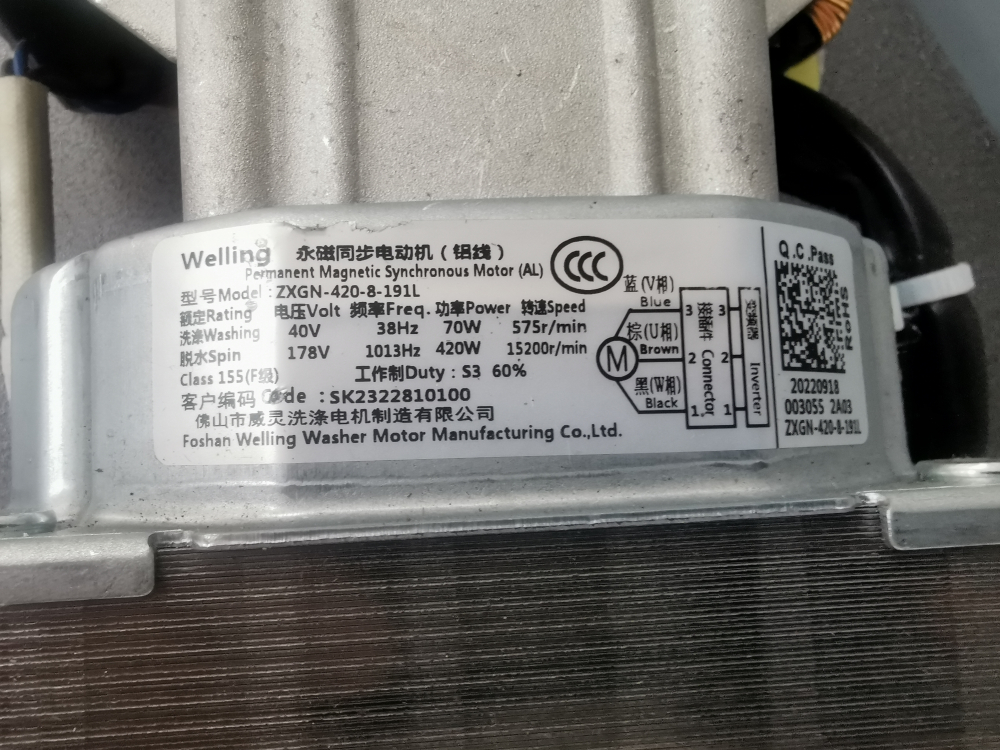 Welling 永磁同步电动机（铝线）
Permanent Magnetic Synchronous Motor (AL)
CCC
型号Model : ZXGN-420-8-191L
额定Rating 电压Volt 频率Freq. 功率Power 转速Speed
洗涤Washing 40V 38Hz 70W 575r/min
脱水Spin 178V 1013Hz 420W 15200r/min
Class 155(F级) 工作制Duty : S3 60%
客户编码 Code : SK2322810100
佛山市威灵洗涤电机制造有限公司
Foshan Welling Washer Motor Manufacturing Co.,Ltd.
蓝(V相)
Blue
棕(U相)
Brown
黑(W相)
Black
M
3 3
2 2
1 1
接插件 Connector
变频器 Inverter
Q.C.Pass
RoHS
20220918
003055 2A03
ZXGN-420-8-191L